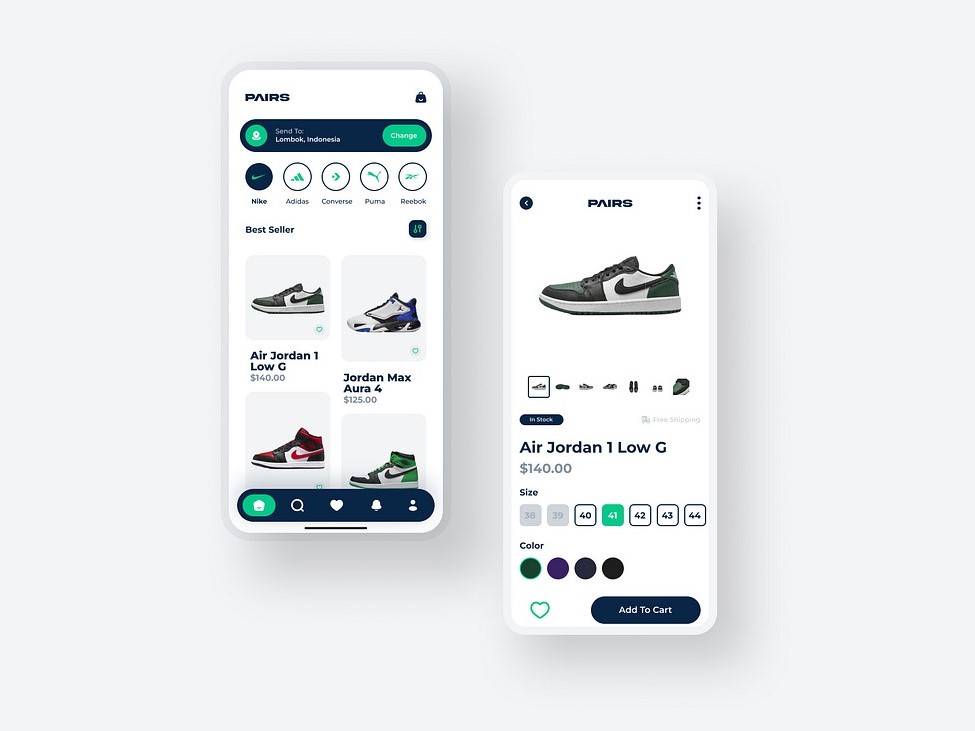 PAIRS
Send To:
Lombok, Indonesia
Change
Nike
Adidas
Converse
Puma
Reebok
Best Seller
Air Jordan 1
Low G
$140.00
Jordan Max
Aura 4
$125.00
PAIRS
In Stock
Free Shipping
Air Jordan 1 Low G
$140.00
Size
38
39
40
41
42
43
44
Color
Add To Cart